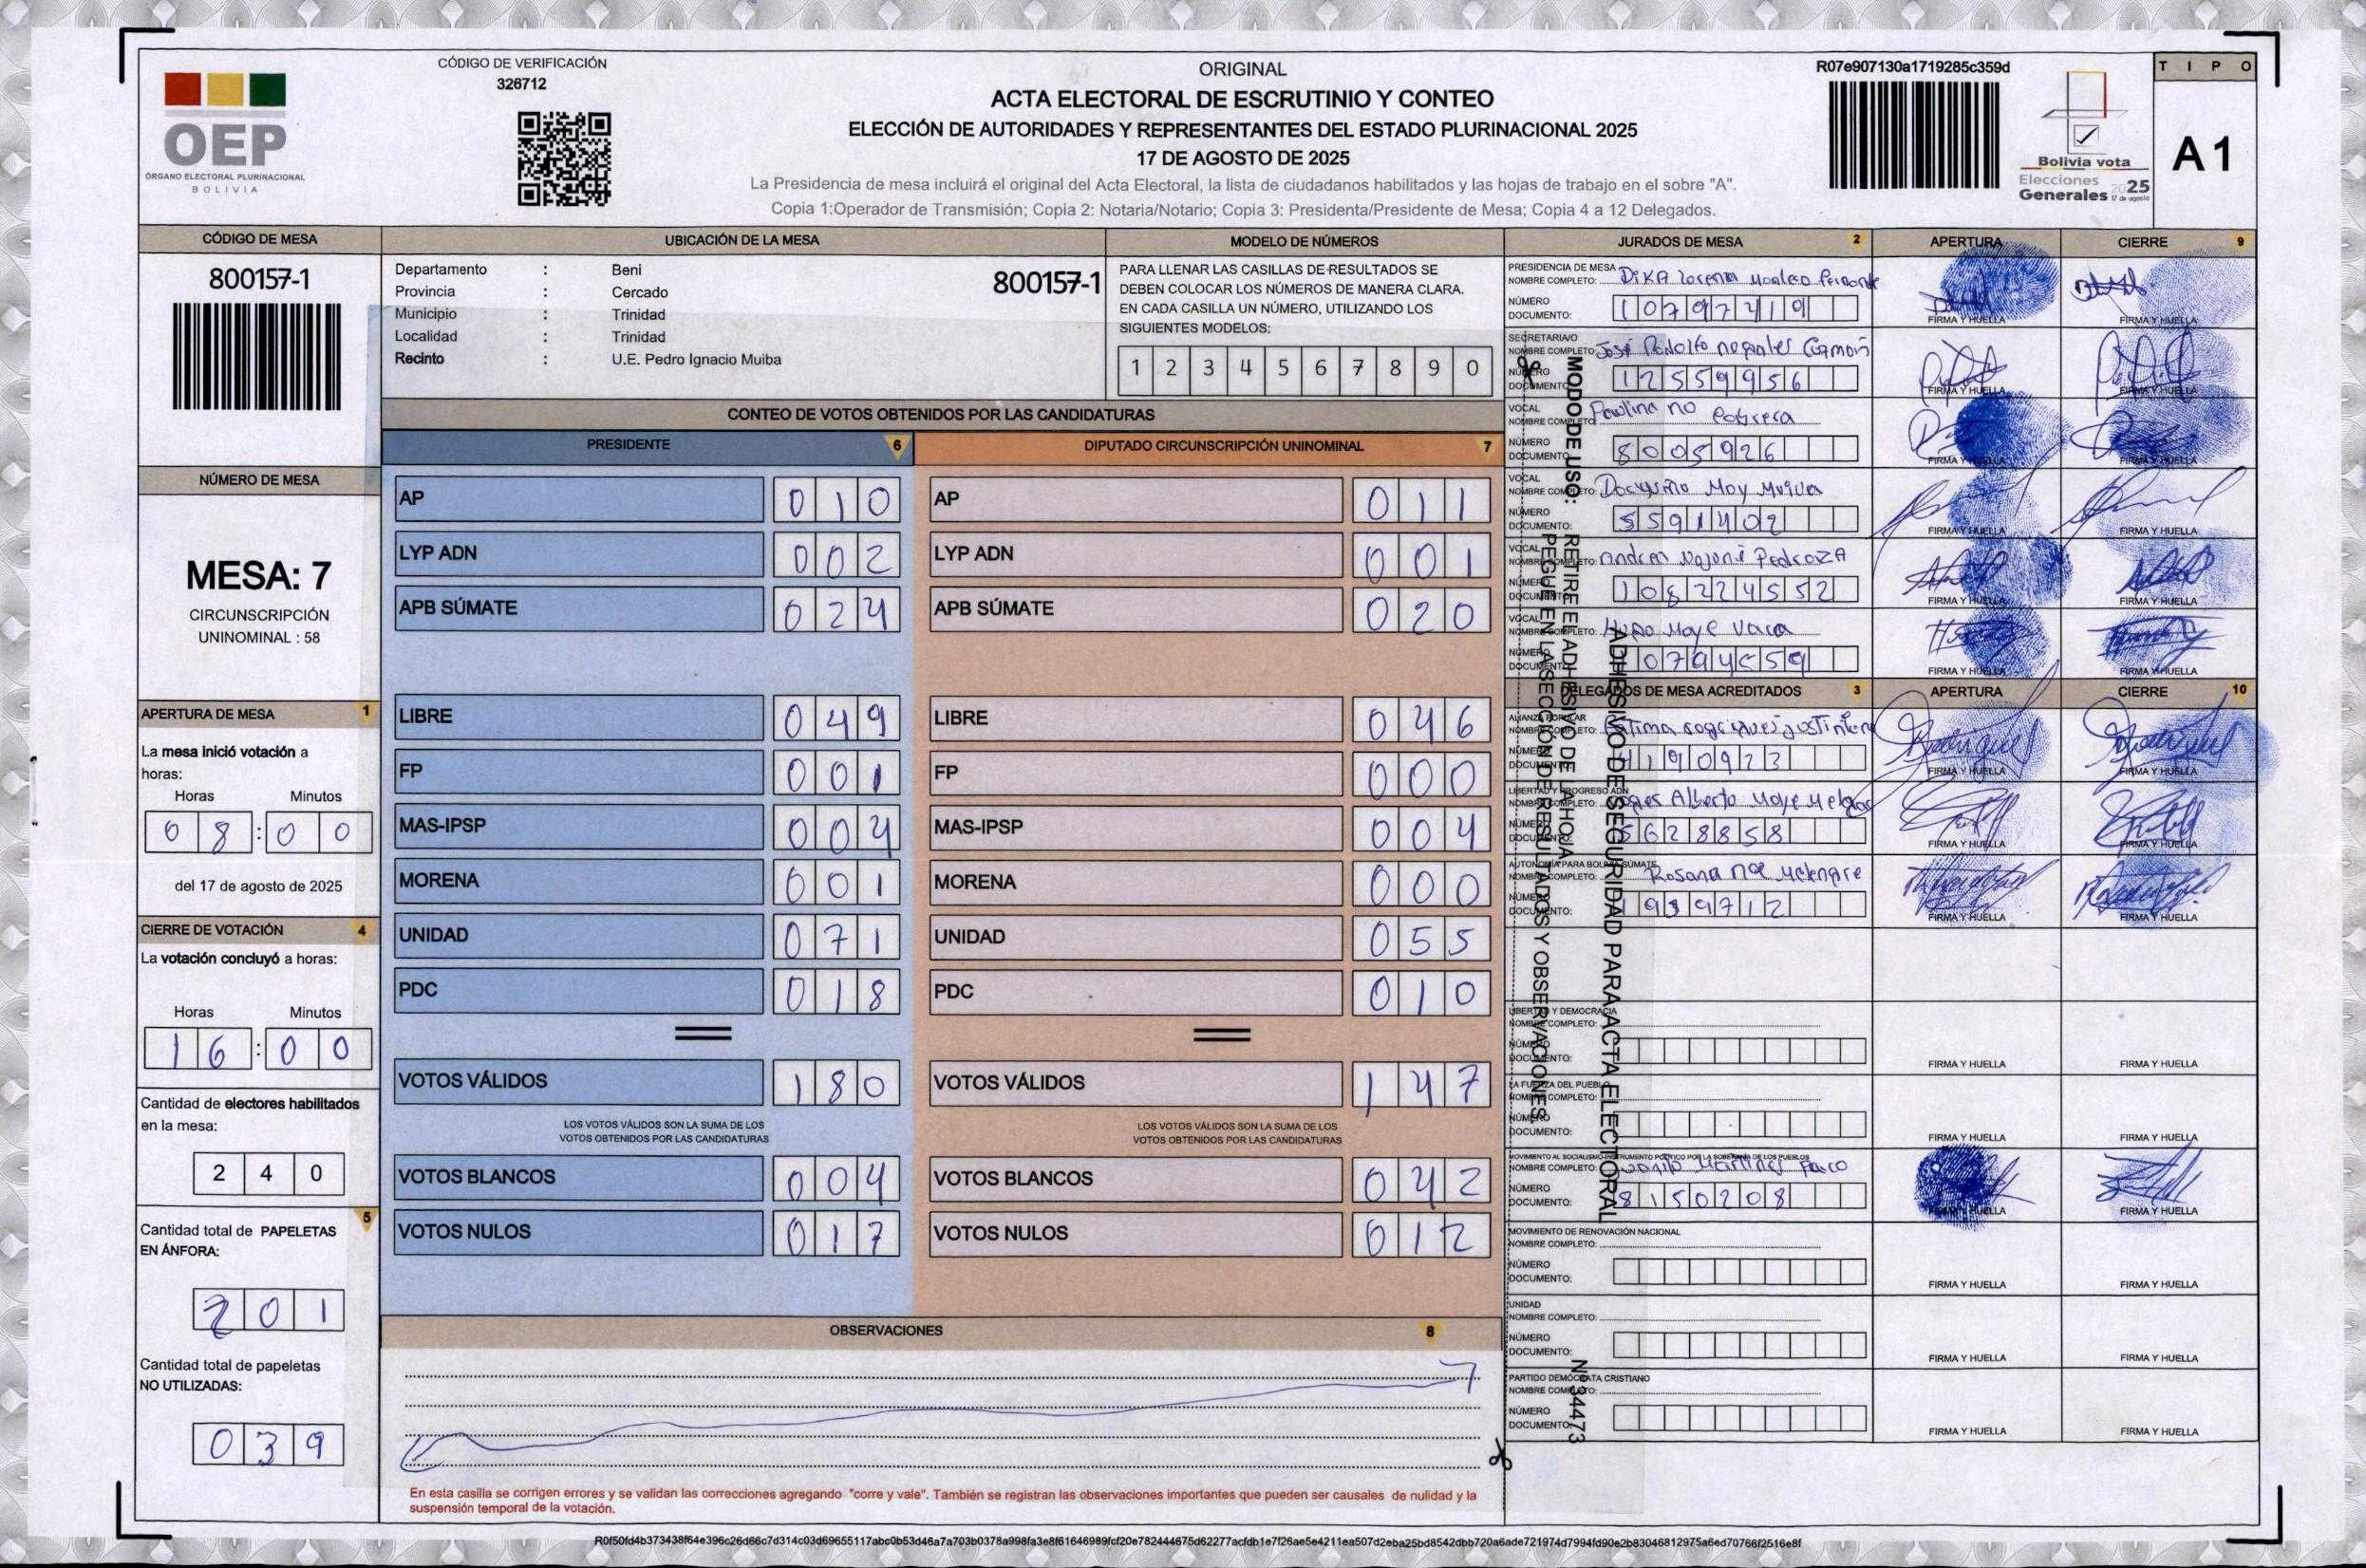 CÓDIGO DE VERIFICACIÓN
326712
OEP
ÓRGANO ELECTORAL PLURINACIONAL
BOLIVIA
ORIGINAL
ACTA ELECTORAL DE ESCRUTINIO Y CONTEO
ELECCIÓN DE AUTORIDADES Y REPRESENTANTES DEL ESTADO PLURINACIONAL 2025
17 DE AGOSTO DE 2025
La Presidencia de mesa incluirá el original del Acta Electoral, la lista de ciudadanos habilitados y las hojas de trabajo en el sobre "A".
Copia 1:Operador de Transmisión; Copia 2: Notaria/Notario; Copia 3: Presidenta/Presidente de Mesa; Copia 4 a 12 Delegados.
R07e907130a1719285c359d
Bolivia vota
Elecciones
Generales 2025
17 de agosto
TIPO
A1
CÓDIGO DE MESA
800157-1
NÚMERO DE MESA
MESA: 7
CIRCUNSCRIPCIÓN
UNINOMINAL : 58
APERTURA DE MESA 1
La mesa inició votación a
horas:
Horas Minutos
08:00
del 17 de agosto de 2025
CIERRE DE VOTACIÓN 4
La votación concluyó a horas:
Horas Minutos
16:00
Cantidad de electores habilitados
en la mesa:
240
5
Cantidad total de PAPELETAS
EN ÁNFORA:
201
Cantidad total de papeletas
NO UTILIZADAS:
039
UBICACIÓN DE LA MESA
Departamento : Beni
800157-1
Provincia : Cercado
Municipio : Trinidad
Localidad : Trinidad
Recinto : U.E. Pedro Ignacio Muiba
MODELO DE NÚMEROS
PARA LLENAR LAS CASILLAS DE RESULTADOS SE
DEBEN COLOCAR LOS NÚMEROS DE MANERA CLARA.
EN CADA CASILLA UN NÚMERO, UTILIZANDO LOS
SIGUIENTES MODELOS:
1 2 3 4 5 6 7 8 9 0
CONTEO DE VOTOS OBTENIDOS POR LAS CANDIDATURAS
PRESIDENTE 6
DIPUTADO CIRCUNSCRIPCIÓN UNINOMINAL 7
AP 010 AP 011
LYP ADN 002 LYP ADN 001
APB SÚMATE 024 APB SÚMATE 020
LIBRE 049 LIBRE 046
FP 001 FP 000
MAS-IPSP 004 MAS-IPSP 004
MORENA 001 MORENA 000
UNIDAD 071 UNIDAD 055
PDC 018 PDC 010
VOTOS VÁLIDOS 180 VOTOS VÁLIDOS 147
LOS VOTOS VÁLIDOS SON LA SUMA DE LOS
VOTOS OBTENIDOS POR LAS CANDIDATURAS
LOS VOTOS VÁLIDOS SON LA SUMA DE LOS
VOTOS OBTENIDOS POR LAS CANDIDATURAS
VOTOS BLANCOS 004 VOTOS BLANCOS 042
VOTOS NULOS 017 VOTOS NULOS 012
OBSERVACIONES 8
En esta casilla se corrigen errores y se validan las correcciones agregando "corre y vale". También se registran las observaciones importantes que pueden ser causales de nulidad y la
suspensión temporal de la votación.
JURADOS DE MESA 2 APERTURA CIERRE 9
PRESIDENCIA DE MESA
NOMBRE COMPLETO: Dika Lorena
NÚMERO
DOCUMENTO: 10797419
FIRMA Y HUELLA FIRMA Y HUELLA
SECRETARIA/O
NOMBRE COMPLETO: José Rodolfo
NÚMERO
DOCUMENTO: 12559956
FIRMA Y HUELLA FIRMA Y HUELLA
VOCAL
NOMBRE COMPLETO: Paulina no
NÚMERO
DOCUMENTO: 8005926
FIRMA Y HUELLA FIRMA Y HUELLA
VOCAL
NOMBRE COMPLETO: Moy
NÚMERO
DOCUMENTO: 5591402
FIRMA Y HUELLA FIRMA Y HUELLA
VOCAL
NOMBRE COMPLETO: Pedroza
NÚMERO
DOCUMENTO: 108224552
FIRMA Y HUELLA FIRMA Y HUELLA
VOCAL
NOMBRE COMPLETO: Hugo Moye Vaca
NÚMERO
DOCUMENTO:
FIRMA Y HUELLA FIRMA Y HUELLA
DELEGADOS DE MESA ACREDITADOS 3 APERTURA CIERRE 10
ALIANZA POPULAR
NOMBRE COMPLETO:
NÚMERO
DOCUMENTO:
FIRMA Y HUELLA FIRMA Y HUELLA
LIBERTAD Y PROGRESO ADN
NOMBRE COMPLETO: Alberto Moye
NÚMERO
DOCUMENTO: 5628858
FIRMA Y HUELLA FIRMA Y HUELLA
AUTONOMÍA PARA BOLIVIA SÚMATE
NOMBRE COMPLETO: Rosana
NÚMERO
DOCUMENTO:
FIRMA Y HUELLA FIRMA Y HUELLA
LIBERTAD Y DEMOCRACIA
NOMBRE COMPLETO:
NÚMERO
DOCUMENTO:
FIRMA Y HUELLA FIRMA Y HUELLA
LA FUERZA DEL PUEBLO
NOMBRE COMPLETO:
NÚMERO
DOCUMENTO:
FIRMA Y HUELLA FIRMA Y HUELLA
MOVIMIENTO AL SOCIALISMO-INSTRUMENTO POLÍTICO POR LA SOBERANÍA DE LOS PUEBLOS
NOMBRE COMPLETO: Martinez
NÚMERO
DOCUMENTO: 8150208
FIRMA Y HUELLA FIRMA Y HUELLA
MOVIMIENTO DE RENOVACIÓN NACIONAL
NOMBRE COMPLETO:
NÚMERO
DOCUMENTO:
FIRMA Y HUELLA FIRMA Y HUELLA
UNIDAD
NOMBRE COMPLETO:
NÚMERO
DOCUMENTO:
FIRMA Y HUELLA FIRMA Y HUELLA
PARTIDO DEMÓCRATA CRISTIANO
NOMBRE COMPLETO:
NÚMERO
DOCUMENTO:
FIRMA Y HUELLA FIRMA Y HUELLA
ADHESIVO DE SEGURIDAD PARA ACTA ELECTORAL
MODO DE USO: RETIRE EL ADHESIVO DE LA HOJA
PEGUE EN LA SECCIÓN DE RESULTADOS Y OBSERVACIONES
Nº 34473
R0f50fd4b373438f64e396c26d66c7d314c03d69655117abc0b53d46a7a703b0378a998fa3e8f61646989fcf20e782444675d62277acfdb1e7f26ae5e4211ea507d2eba25bd8542dbb720a6ade721974d7994fd90e2b83046812975a6ed70766f2516e8f